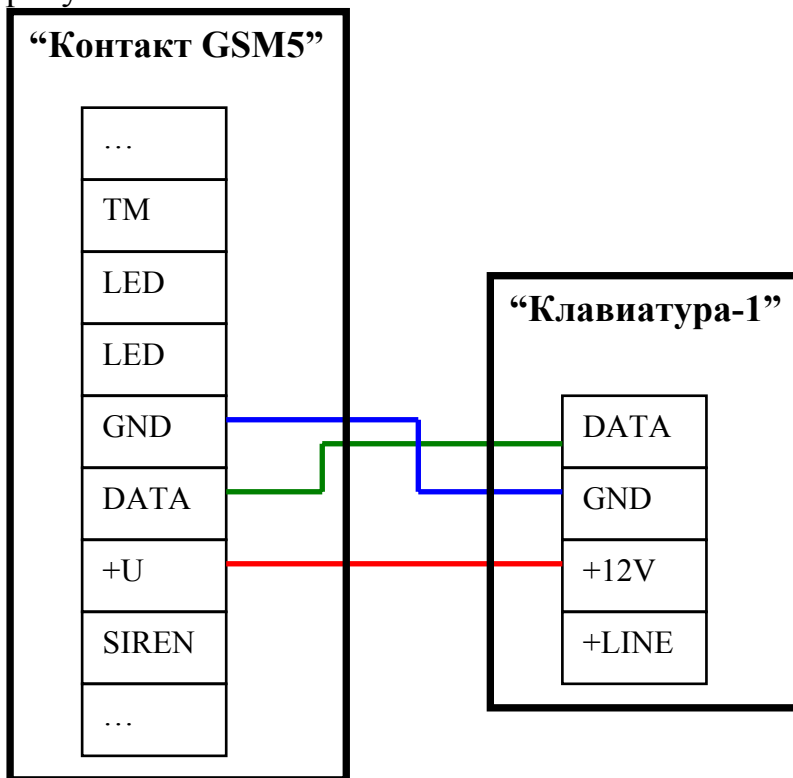 “Контакт GSM5”
…
TM
LED
LED
GND
DATA
+U
SIREN
…
“Клавиатура-1”
DATA
GND
+12V
+LINE